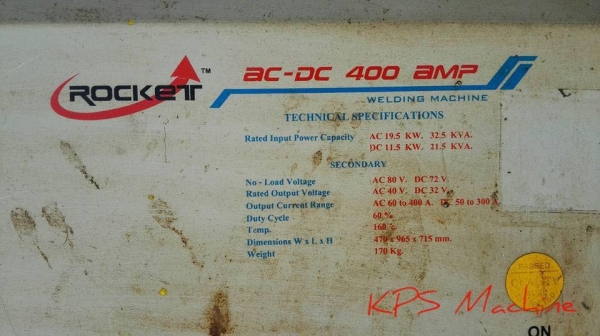 ROCKET ™
AC-DC 400 AMP
WELDING MACHINE
TECHNICAL SPECIFICATIONS
Rated Input Power Capacity AC 19.5 KW. 32.5 KVA.
DC 11.5 KW. 21.5 KVA.
SECONDARY
No - Load Voltage AC 80 V. DC 72 V.
Rated Output Voltage AC 40 V. DC 32 V.
Output Current Range AC 60 to 400 A. DC 50 to 300 A
Duty Cycle 60 %
Temp. 160 °c
Dimensions W x L x H 470 x 965 x 715 mm.
Weight 170 Kg.
PASSED
KPS Machine
ON